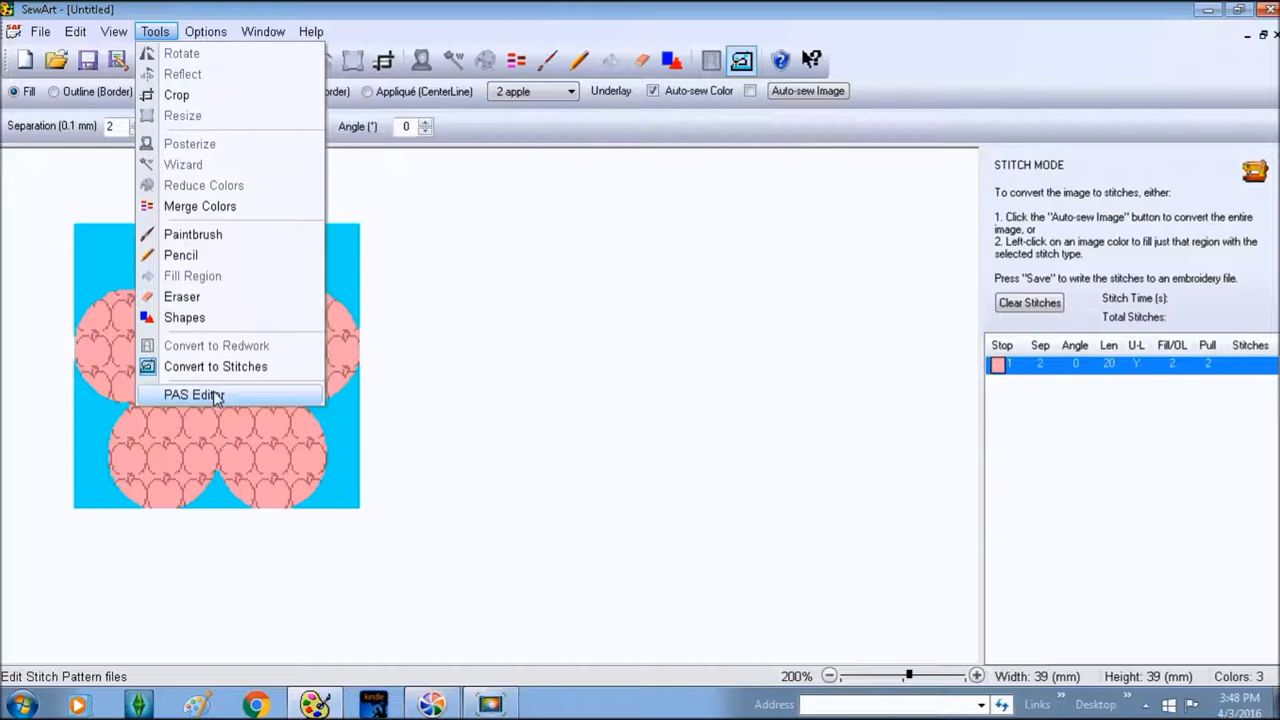 SewArt - [Untitled]
File Edit View Tools Options Window Help
Fill Outline (Border) rder) Appliqué (CenterLine) 2 apple Underlay Auto-sew Color Auto-sew Image
Separation (0.1 mm) 2 Angle (°) 0
Rotate
Reflect
Crop
Resize
Posterize
Wizard
Reduce Colors
Merge Colors
Paintbrush
Pencil
Fill Region
Eraser
Shapes
Convert to Redwork
Convert to Stitches
PAS Editor
STITCH MODE
To convert the image to stitches, either:
1. Click the "Auto-sew Image" button to convert the entire
image, or
2. Left-click on an image color to fill just that region with the
selected stitch type.
Press "Save" to write the stitches to an embroidery file.
Clear Stitches Stitch Time (s):
Total Stitches:
Stop Sep Angle Len U-L Fill/OL Pull Stitches
1 2 0 20 Y 2 2
Edit Stitch Pattern files 200% Width: 39 (mm) Height: 39 (mm) Colors: 3
kindle Address Links » Desktop » 3:48 PM
4/3/2016